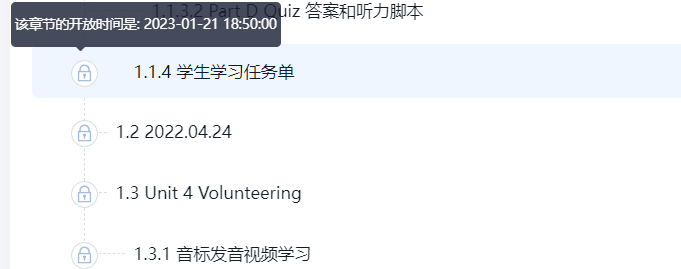 1.1.3.2 Part D Quiz 答案和听力脚本
该章节的开放时间是: 2023-01-21 18:50:00
1.1.4 学生学习任务单
1.2 2022.04.24
1.3 Unit 4 Volunteering
1.3.1 音标发音视频学习